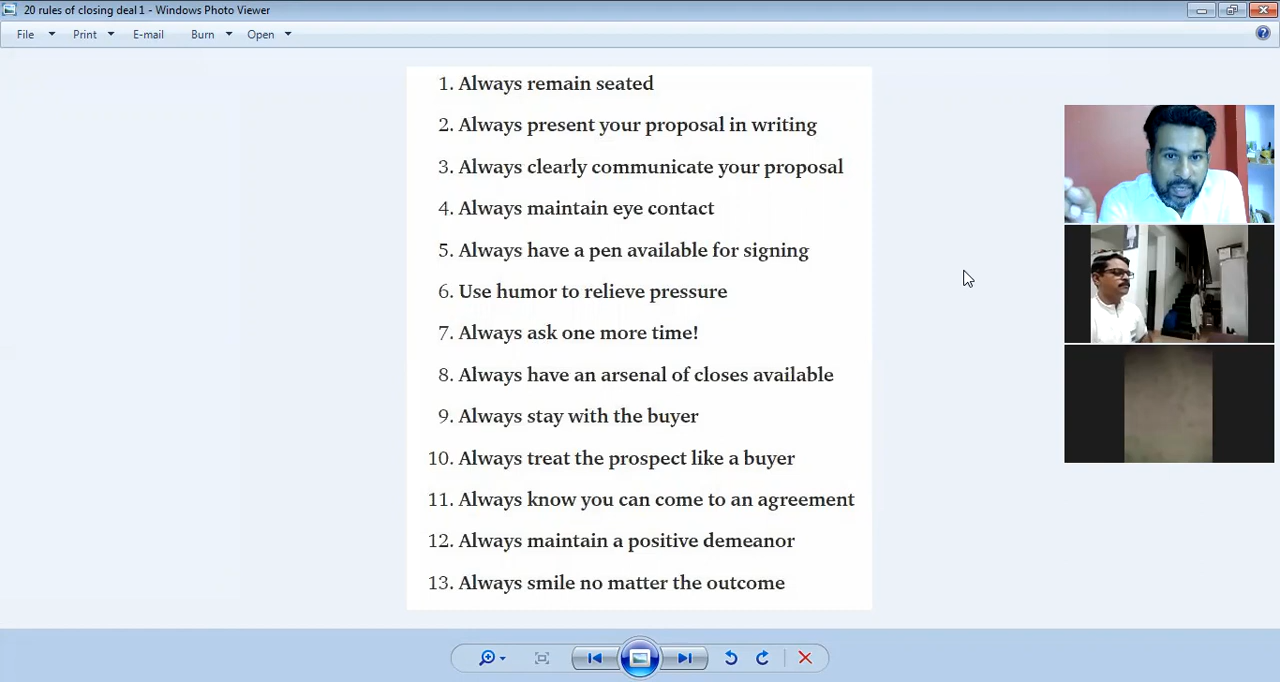 20 rules of closing deal 1 - Windows Photo Viewer
File Print E-mail Burn Open
1. Always remain seated
2. Always present your proposal in writing
3. Always clearly communicate your proposal
4. Always maintain eye contact
5. Always have a pen available for signing
6. Use humor to relieve pressure
7. Always ask one more time!
8. Always have an arsenal of closes available
9. Always stay with the buyer
10. Always treat the prospect like a buyer
11. Always know you can come to an agreement
12. Always maintain a positive demeanor
13. Always smile no matter the outcome